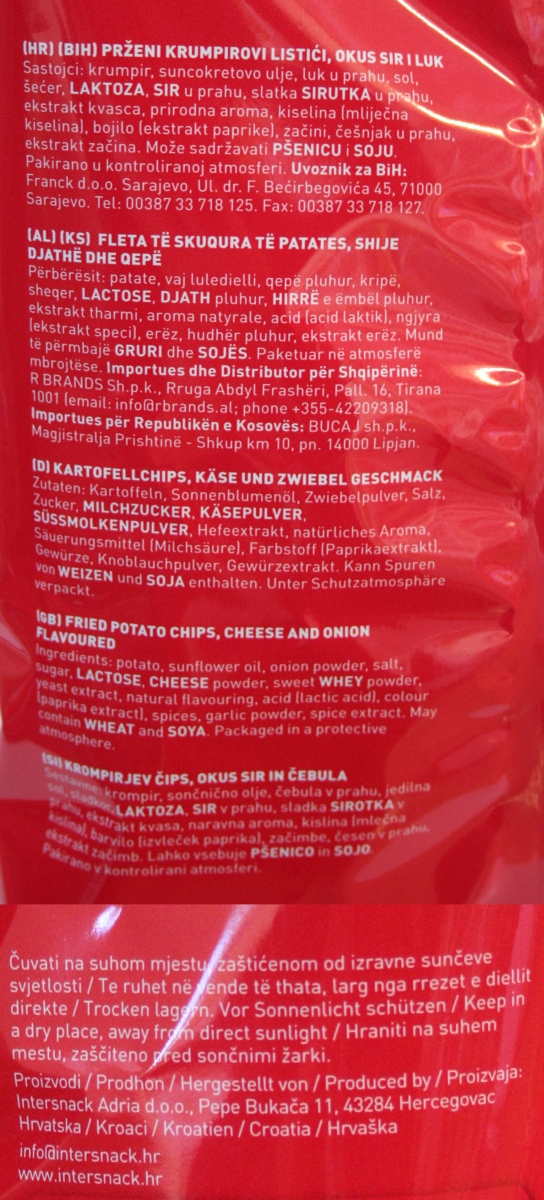 (HR) (BIH) PRŽENI KRUMPIROVI LISTIĆI, OKUS SIR I LUK
Sastojci: krumpir, suncokretovo ulje, luk u prahu, sol,
šećer, LAKTOZA, SIR u prahu, slatka SIRUTKA u prahu,
ekstrakt kvasca, prirodna aroma, kiselina (mliječna
kiselina), bojilo (ekstrakt paprike), začini, češnjak u prahu,
ekstrakt začina. Može sadržavati PŠENICU i SOJU.
Pakirano u kontroliranoj atmosferi. Uvoznik za BiH:
Franck d.o.o. Sarajevo, Ul. dr. F. Bećirbegovića 45, 71000
Sarajevo. Tel: 00387 33 718 125. Fax: 00387 33 718 127.
(AL) (KS) FLETA TË SKUQURA TË PATATES, SHIJE
DJATHË DHE QEPË
Përbërësit: patate, vaj luledielli, qepë pluhur, kripë,
sheqer, LACTOSE, DJATH pluhur, HIRRË e ëmbël pluhur,
ekstrakt tharmi, aroma natyrale, acid (acid laktik), ngjyra
(ekstrakt speci), erëz, hudhër pluhur, ekstrakt erëz. Mund
të përmbajë GRURI dhe SOJËS. Paketuar në atmosferë
mbrojtëse. Importues dhe Distributor për Shqipërinë:
R BRANDS Sh.p.k., Rruga Abdyl Frashëri, Pall. 16, Tirana
1001 (email: info@rbrands.al; phone +355-42209318).
Importues për Republikën e Kosovës: BUCAJ sh.p.k.,
Magjistralja Prishtinë - Shkup km 10, pn. 14000 Lipjan.
(D) KARTOFELLCHIPS, KÄSE UND ZWIEBEL GESCHMACK
Zutaten: Kartoffeln, Sonnenblumenöl, Zwiebelpulver, Salz,
Zucker, MILCHZUCKER, KÄSEPULVER,
SÜSSMOLKENPULVER, Hefeextrakt, natürliches Aroma,
Säuerungsmittel (Milchsäure), Farbstoff (Paprikaextrakt),
Gewürze, Knoblauchpulver, Gewürzextrakt. Kann Spuren
von WEIZEN und SOJA enthalten. Unter Schutzatmosphäre
verpackt.
(GB) FRIED POTATO CHIPS, CHEESE AND ONION
FLAVOURED
Ingredients: potato, sunflower oil, onion powder, salt,
sugar, LACTOSE, CHEESE powder, sweet WHEY powder,
yeast extract, natural flavouring, acid (lactic acid), colour
(paprika extract), spices, garlic powder, spice extract. May
contain WHEAT and SOYA. Packaged in a protective
atmosphere.
(SI) KROMPIRJEV ČIPS, OKUS SIR IN ČEBULA
Sestavine: krompir, sončnično olje, čebula v prahu, jedilna
sol, sladkor, LAKTOZA, SIR v prahu, sladka SIROTKA v
prahu, ekstrakt kvasa, naravna aroma, kislina (mlečna
kislina), barvilo (izvleček paprika), začimbe, česen v prahu,
ekstrakt začimb. Lahko vsebuje PŠENICO in SOJO.
Pakirano v kontrolirani atmosferi.
Čuvati na suhom mjestu, zaštićenom od izravne sunčeve
svjetlosti / Te ruhet në vende të thata, larg nga rrezet e diellit
direkte / Trocken lagern. Vor Sonnenlicht schützen / Keep in
a dry place, away from direct sunlight / Hraniti na suhem
mestu, zaščiteno pred sončnimi žarki.
Proizvodi / Prodhon / Hergestellt von / Produced by / Proizvaja:
Intersnack Adria d.o.o., Pepe Bukača 11, 43284 Hercegovac
Hrvatska / Kroaci / Kroatien / Croatia / Hrvaška
info@intersnack.hr
www.intersnack.hr